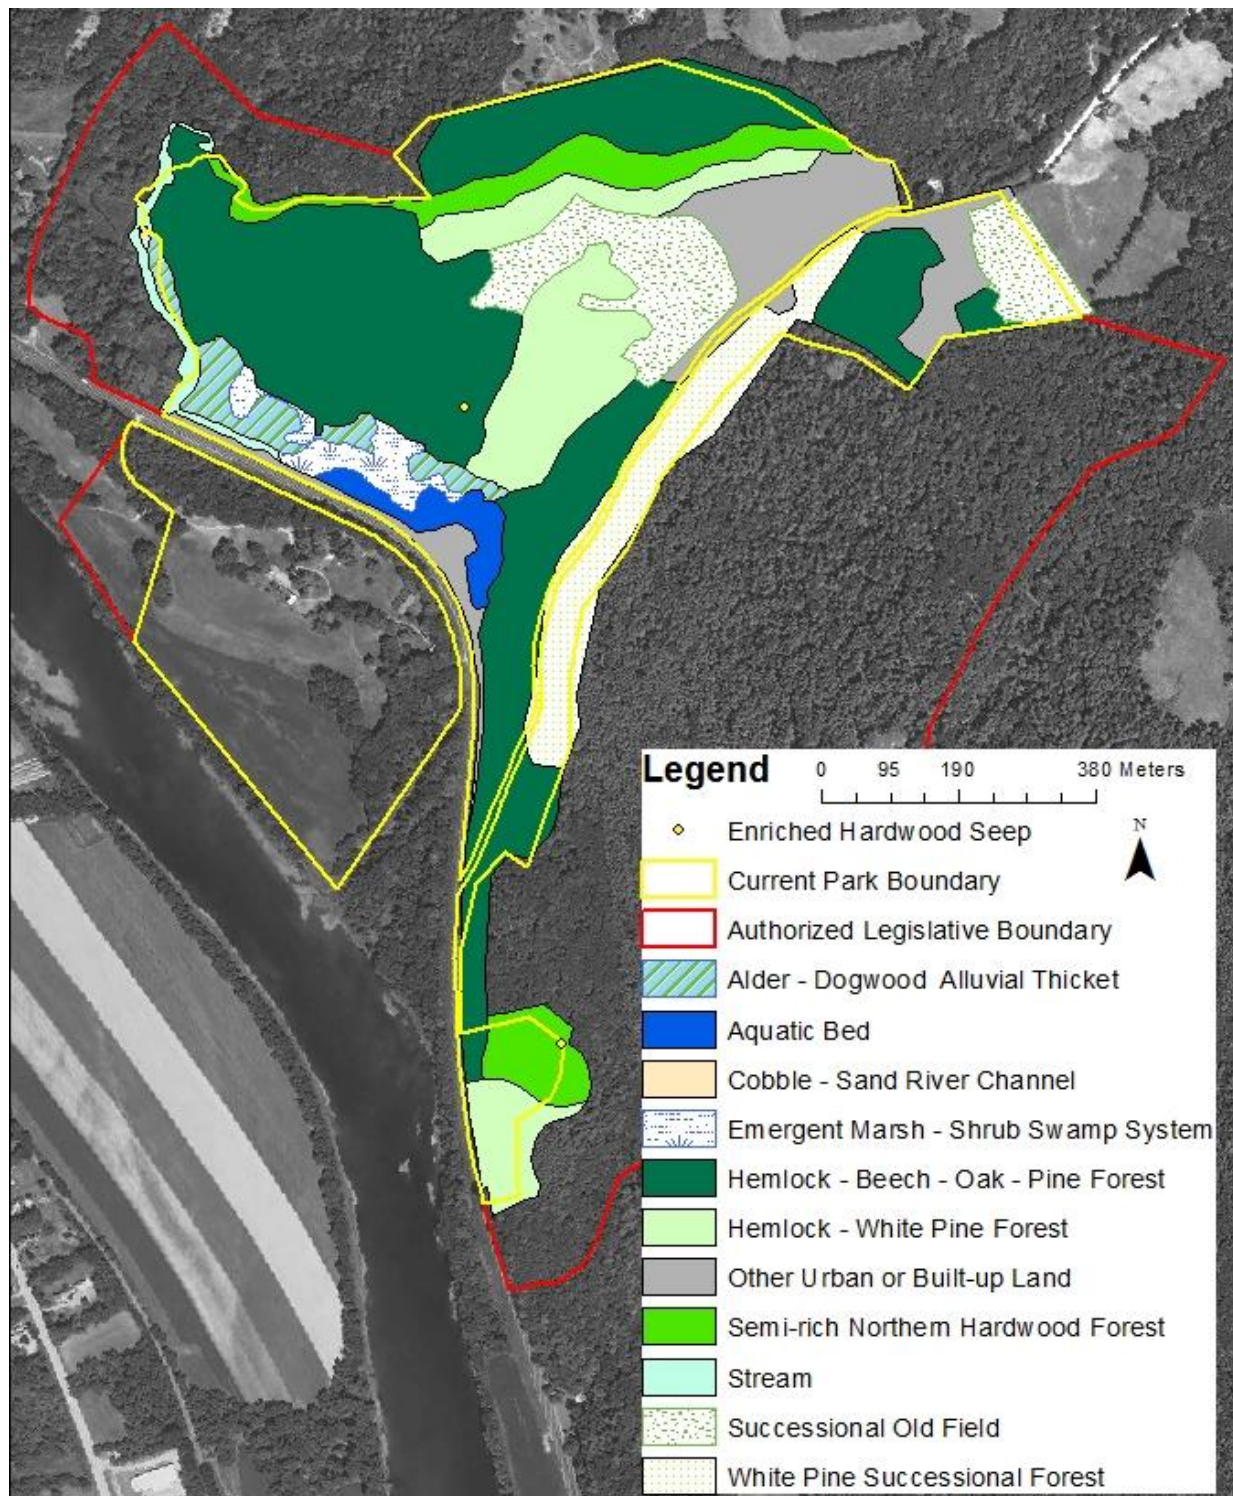 Legend
0 95 190 380 Meters
N
Enriched Hardwood Seep
Current Park Boundary
Authorized Legislative Boundary
Alder - Dogwood Alluvial Thicket
Aquatic Bed
Cobble - Sand River Channel
Emergent Marsh - Shrub Swamp System
Hemlock - Beech - Oak - Pine Forest
Hemlock - White Pine Forest
Other Urban or Built-up Land
Semi-rich Northern Hardwood Forest
Stream
Successional Old Field
White Pine Successional Forest